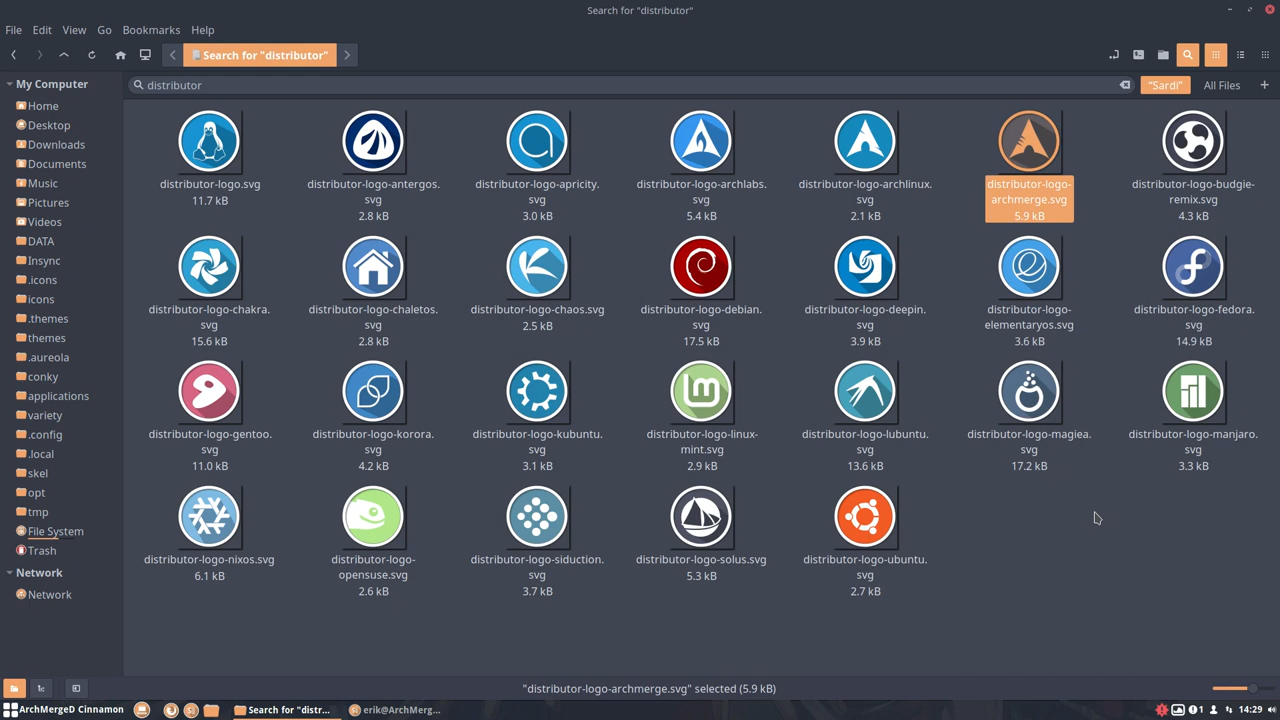 Search for "distributor"
File Edit View Go Bookmarks Help
Search for "distributor"
My Computer
Home
Desktop
Downloads
Documents
Music
Pictures
Videos
DATA
Insync
.icons
icons
.themes
themes
.aureola
conky
applications
variety
.config
.local
skel
opt
tmp
File System
Trash
Network
Network
distributor
"Sardi" All Files
distributor-logo.svg
11.7 kB
distributor-logo-antergos.
svg
2.8 kB
distributor-logo-apricity.
svg
3.0 kB
distributor-logo-archlabs.
svg
5.4 kB
distributor-logo-archlinux.
svg
2.1 kB
distributor-logo-
archmerge.svg
5.9 kB
distributor-logo-budgie-
remix.svg
4.3 kB
distributor-logo-chakra.
svg
15.6 kB
distributor-logo-chaletos.
svg
2.8 kB
distributor-logo-chaos.svg
2.5 kB
distributor-logo-debian.
svg
17.5 kB
distributor-logo-deepin.
svg
3.9 kB
distributor-logo-
elementaryos.svg
3.6 kB
distributor-logo-fedora.
svg
14.9 kB
distributor-logo-gentoo.
svg
11.0 kB
distributor-logo-korora.
svg
4.2 kB
distributor-logo-kubuntu.
svg
3.1 kB
distributor-logo-linux-
mint.svg
2.9 kB
distributor-logo-lubuntu.
svg
13.6 kB
distributor-logo-magiea.
svg
17.2 kB
distributor-logo-manjaro.
svg
3.3 kB
distributor-logo-nixos.svg
6.1 kB
distributor-logo-
opensuse.svg
2.6 kB
distributor-logo-siduction.
svg
3.7 kB
distributor-logo-solus.svg
5.3 kB
distributor-logo-ubuntu.
svg
2.7 kB
"distributor-logo-archmerge.svg" selected (5.9 kB)
ArchMergeD Cinnamon
Search for "distr...
erik@ArchMerg...
1
14:29